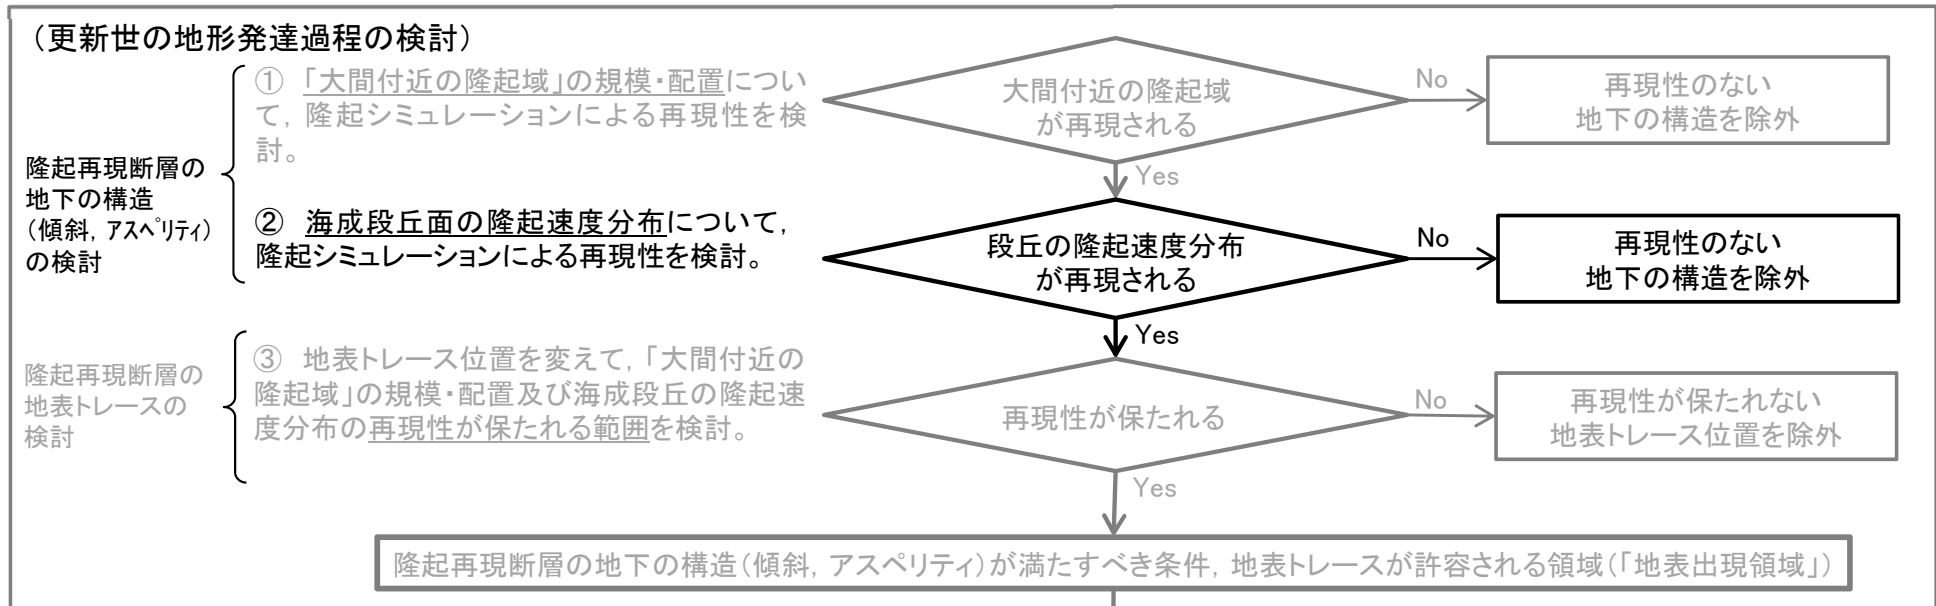 （更新世の地形発達過程の検討）
隆起再現断層の
地下の構造
（傾斜，アスペリティ）
の検討
①　「大間付近の隆起域」の規模・配置につい
て，隆起シミュレーションによる再現性を検
討。
大間付近の隆起域
が再現される
No
再現性のない
地下の構造を除外
Yes
②　海成段丘面の隆起速度分布について，
隆起シミュレーションによる再現性を検討。
段丘の隆起速度分布
が再現される
No
再現性のない
地下の構造を除外
Yes
隆起再現断層の
地表トレースの
検討
③　地表トレース位置を変えて，「大間付近の
隆起域」の規模・配置及び海成段丘の隆起速
度分布の再現性が保たれる範囲を検討。
再現性が保たれる
No
再現性が保たれない
地表トレース位置を除外
Yes
隆起再現断層の地下の構造（傾斜，アスペリティ）が満たすべき条件，地表トレースが許容される領域（「地表出現領域」）